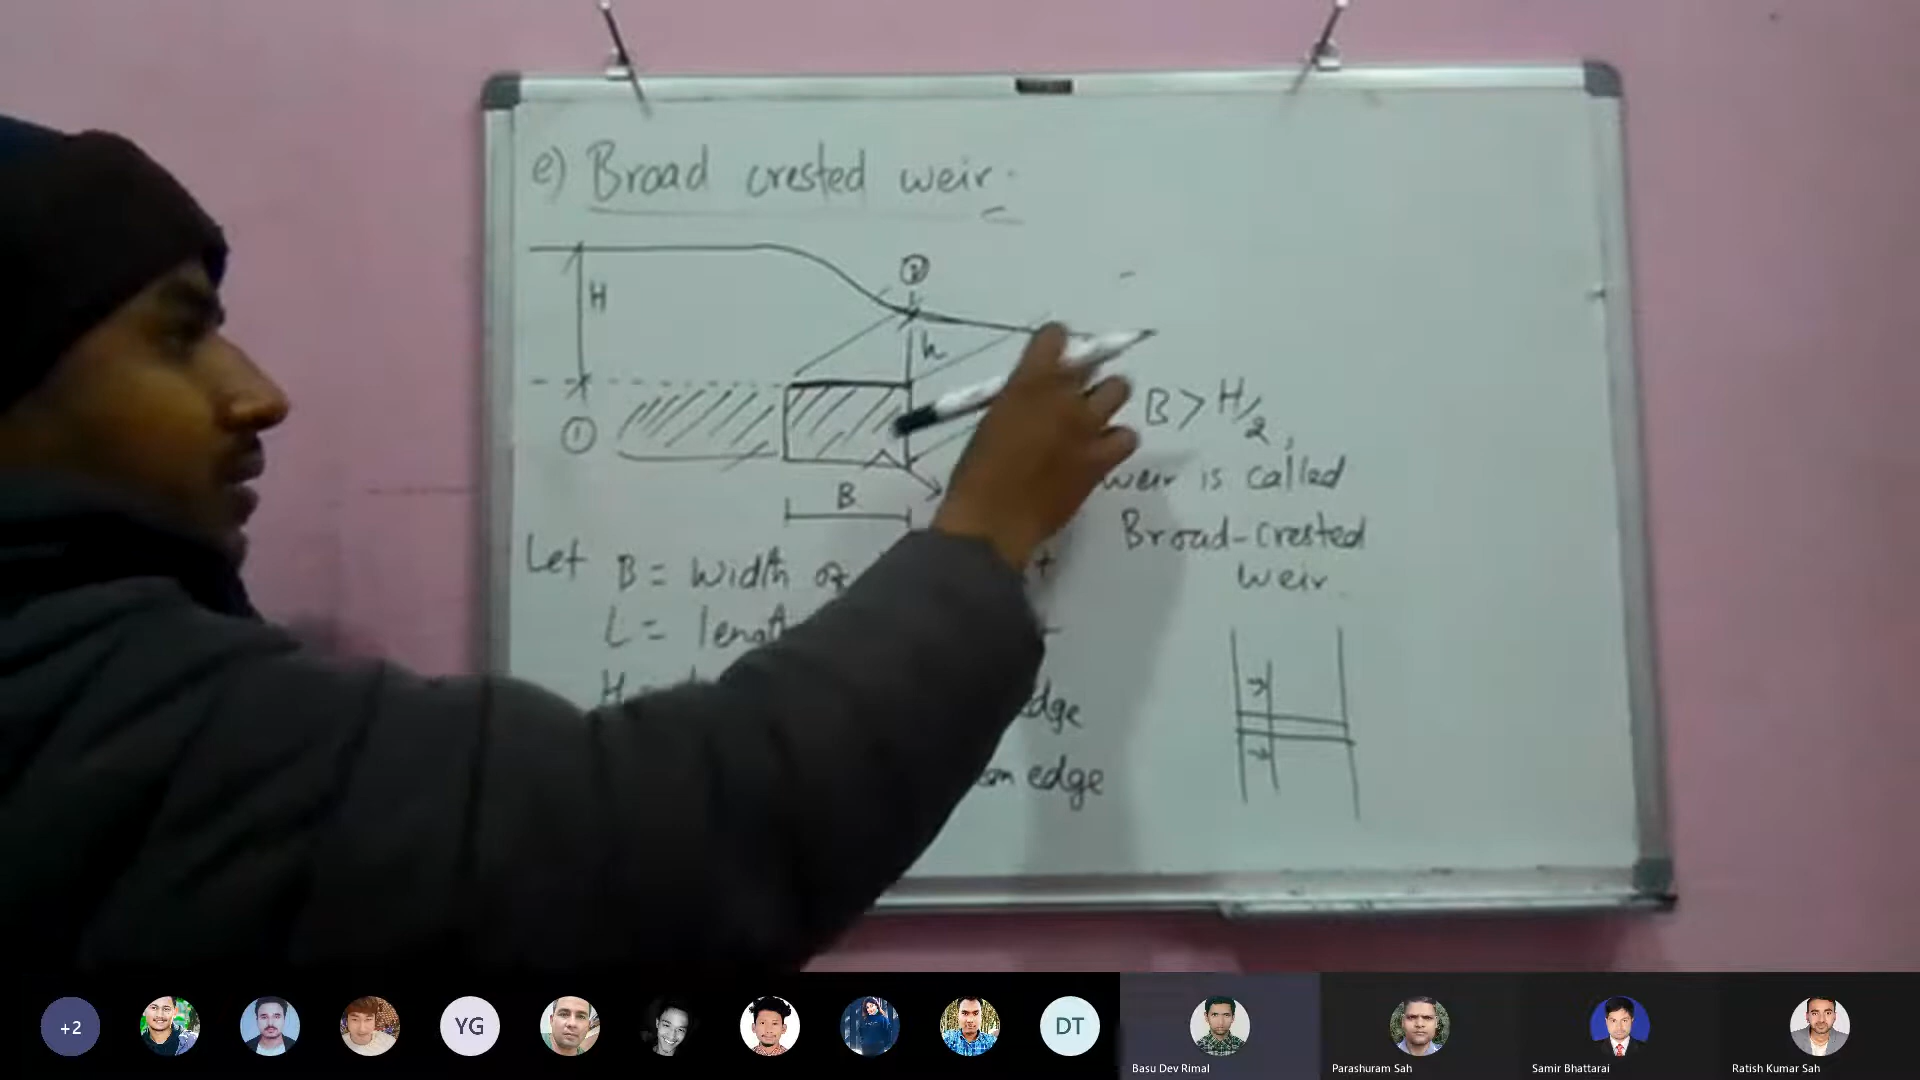 e) Broad crested weir.
H
2
h
1
B
B > H/2,
weir is called
Broad-crested
weir
Let B = width of
L = length
H =
edge
edge
+2
YG
DT
Basu Dev Rimal
Parashuram Sah
Samir Bhattarai
Ratish Kumar Sah